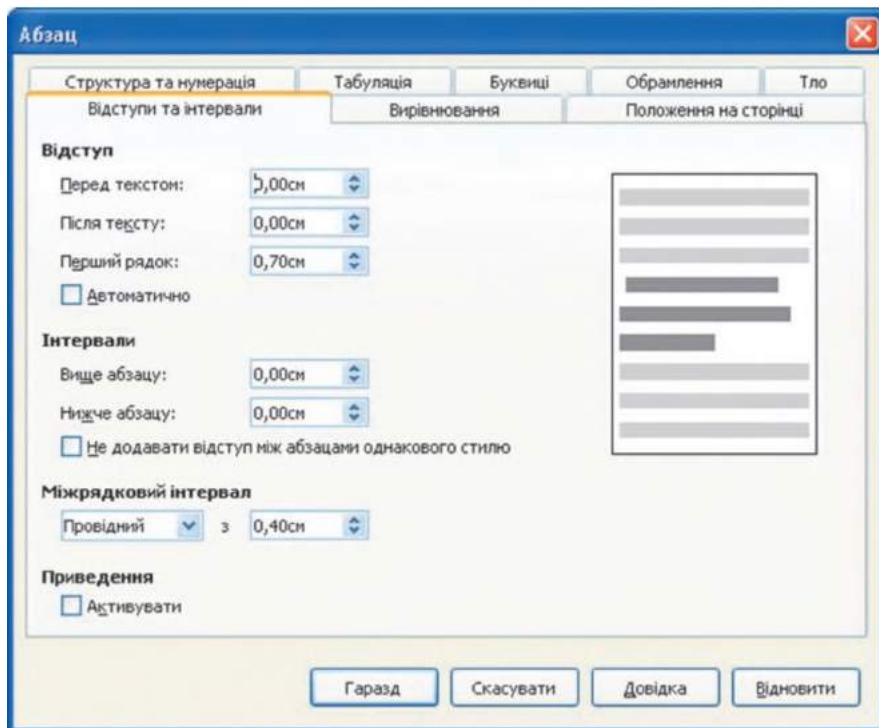 Абзац
Структура та нумерація Табуляція Буквиці Обрамлення Тло
Відступи та інтервали Вирівнювання Положення на сторінці
Відступ
Перед текстом: 0,00см
Після тексту: 0,00см
Перший рядок: 0,70см
Автоматично
Інтервали
Вище абзацу: 0,00см
Нижче абзацу: 0,00см
Не додавати відступ між абзацами однакового стилю
Міжрядковий інтервал
Провідний з 0,40см
Приведення
Активувати
Гаразд Скасувати Довідка Відновити